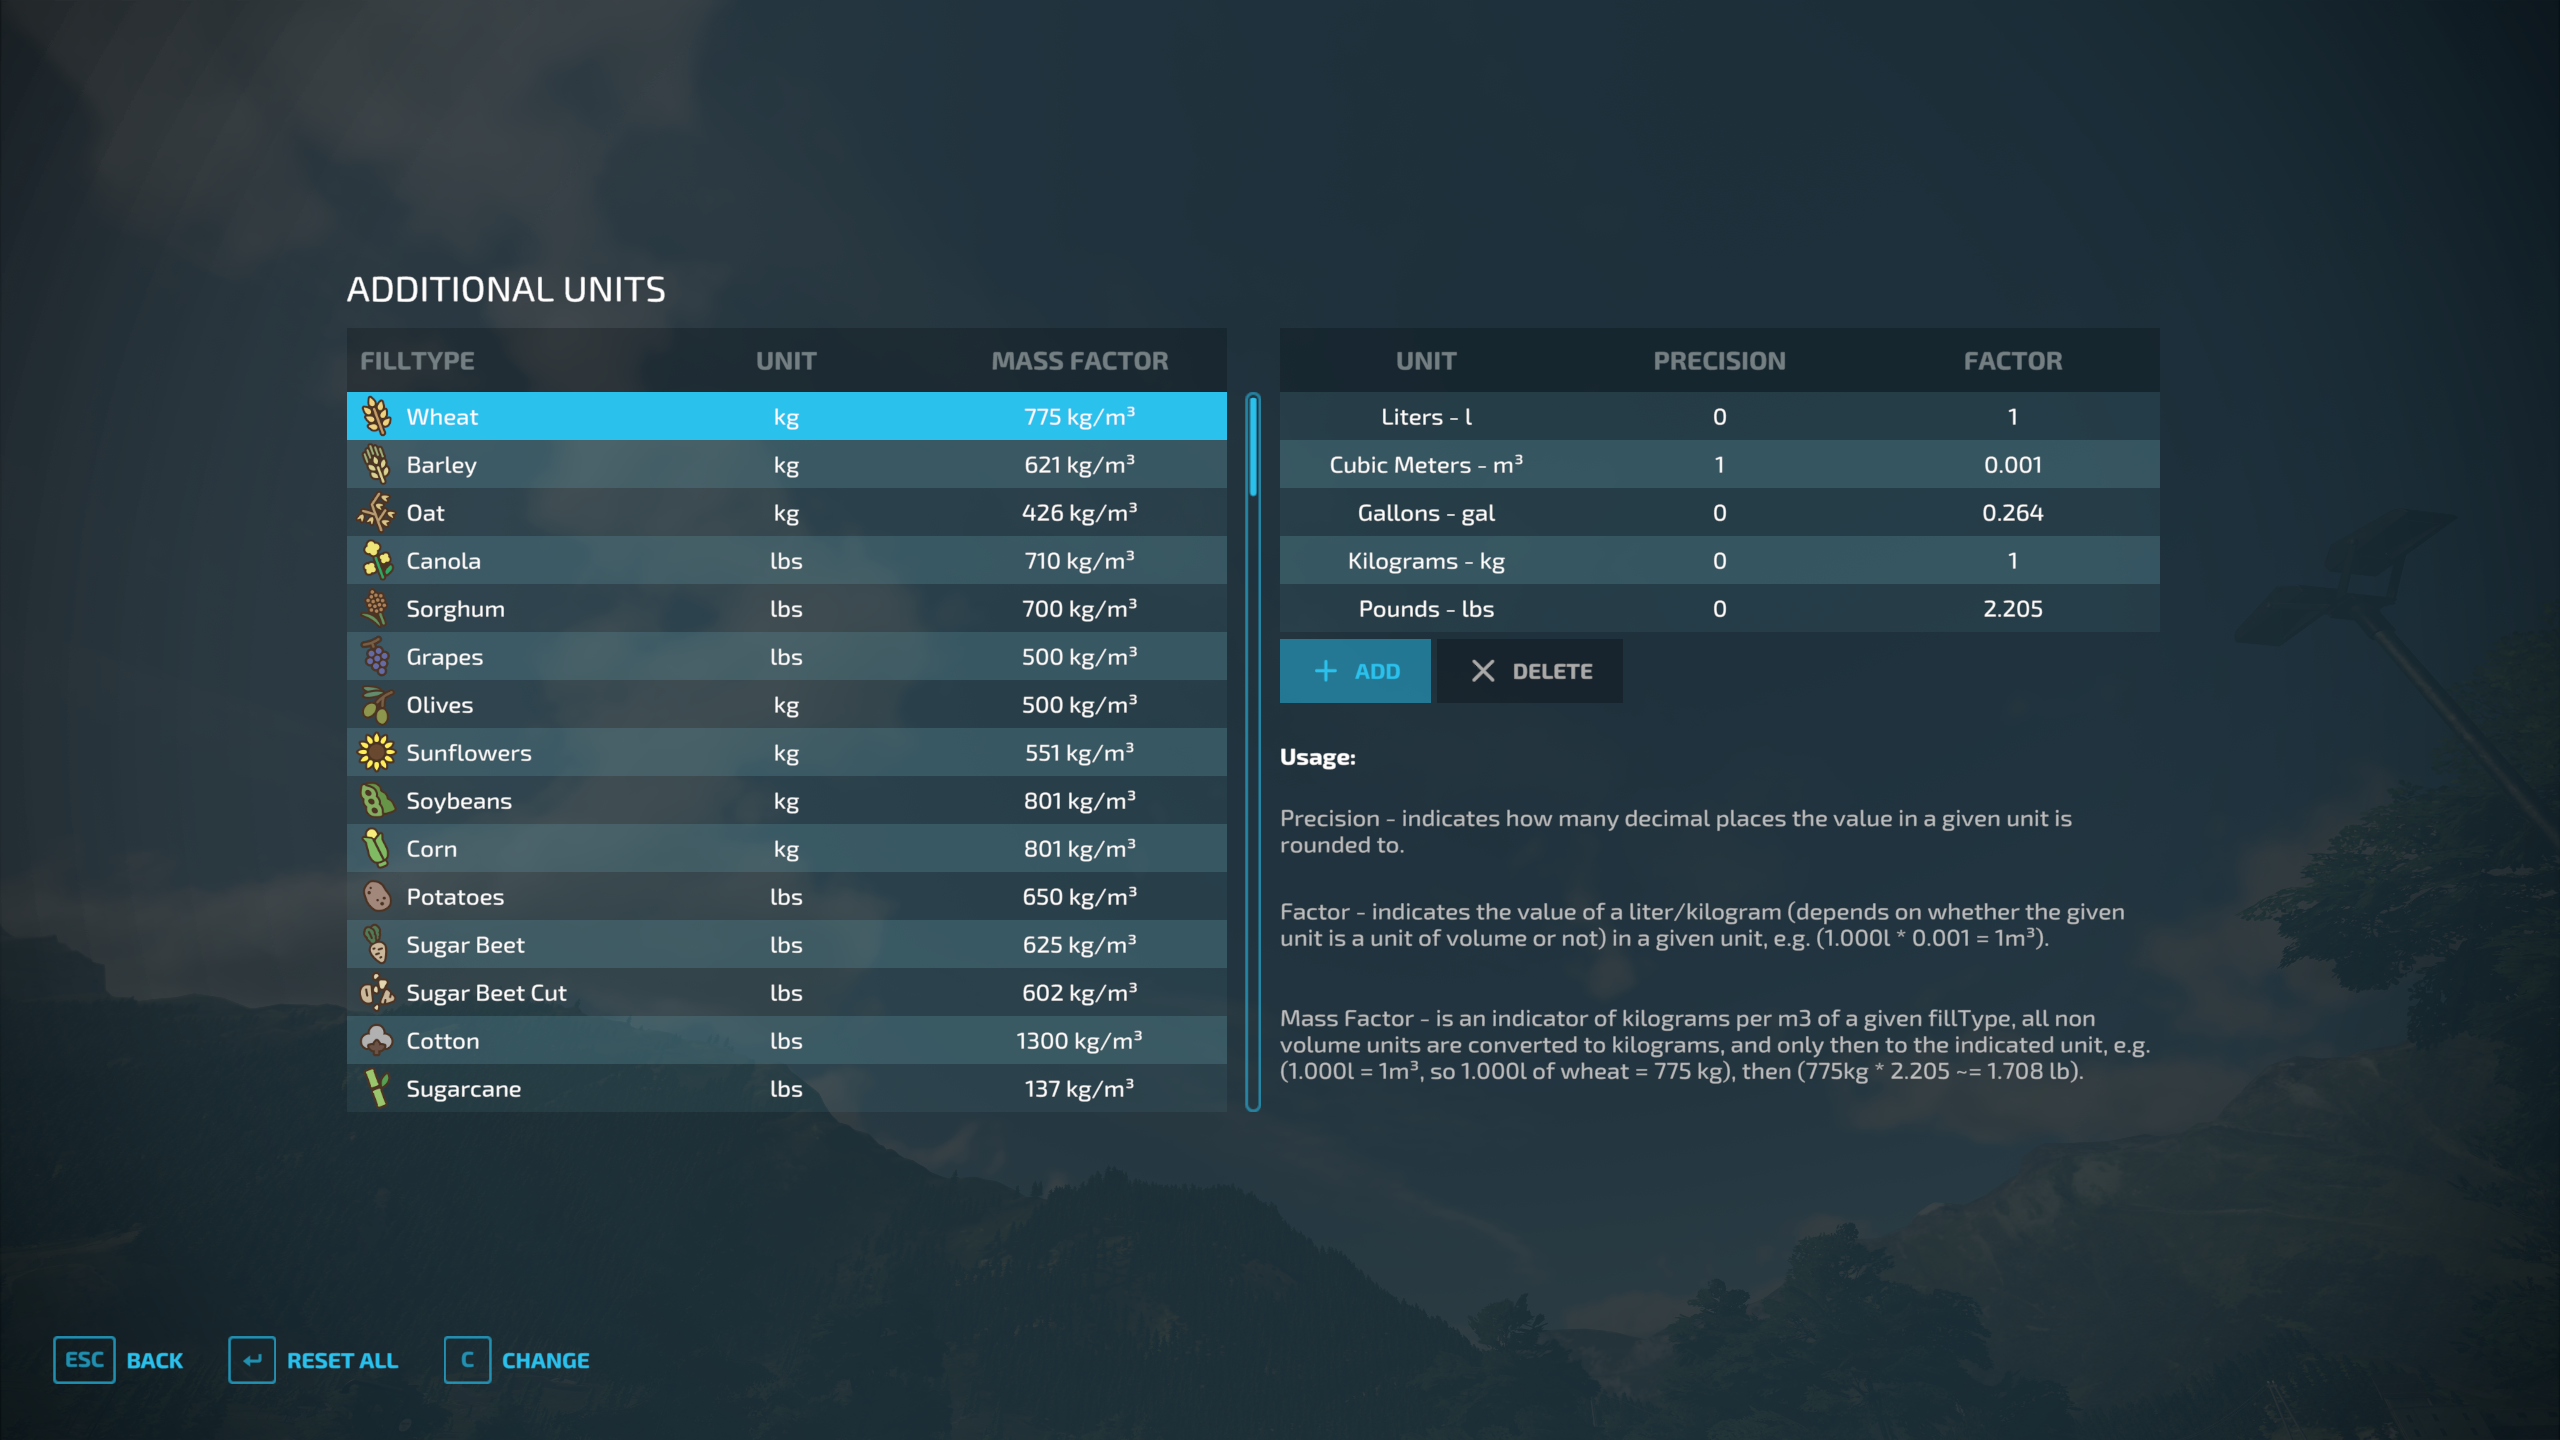 ADDITIONAL UNITS
FILLTYPE UNIT MASS FACTOR
Wheat kg 775 kg/m³
Barley kg 621 kg/m³
Oat kg 426 kg/m³
Canola lbs 710 kg/m³
Sorghum lbs 700 kg/m³
Grapes lbs 500 kg/m³
Olives kg 500 kg/m³
Sunflowers kg 551 kg/m³
Soybeans kg 801 kg/m³
Corn kg 801 kg/m³
Potatoes lbs 650 kg/m³
Sugar Beet lbs 625 kg/m³
Sugar Beet Cut lbs 602 kg/m³
Cotton lbs 1300 kg/m³
Sugarcane lbs 137 kg/m³
UNIT PRECISION FACTOR
Liters - l 0 1
Cubic Meters - m³ 1 0.001
Gallons - gal 0 0.264
Kilograms - kg 0 1
Pounds - lbs 0 2.205
ADD DELETE
Usage:
Precision - indicates how many decimal places the value in a given unit is
rounded to.
Factor - indicates the value of a liter/kilogram (depends on whether the given
unit is a unit of volume or not) in a given unit, e.g. (1.000l * 0.001 = 1m³).
Mass Factor - is an indicator of kilograms per m3 of a given fillType, all non
volume units are converted to kilograms, and only then to the indicated unit, e.g.
(1.000l = 1m³, so 1.000l of wheat = 775 kg), then (775kg * 2.205 ~= 1.708 lb).
ESC BACK RESET ALL C CHANGE